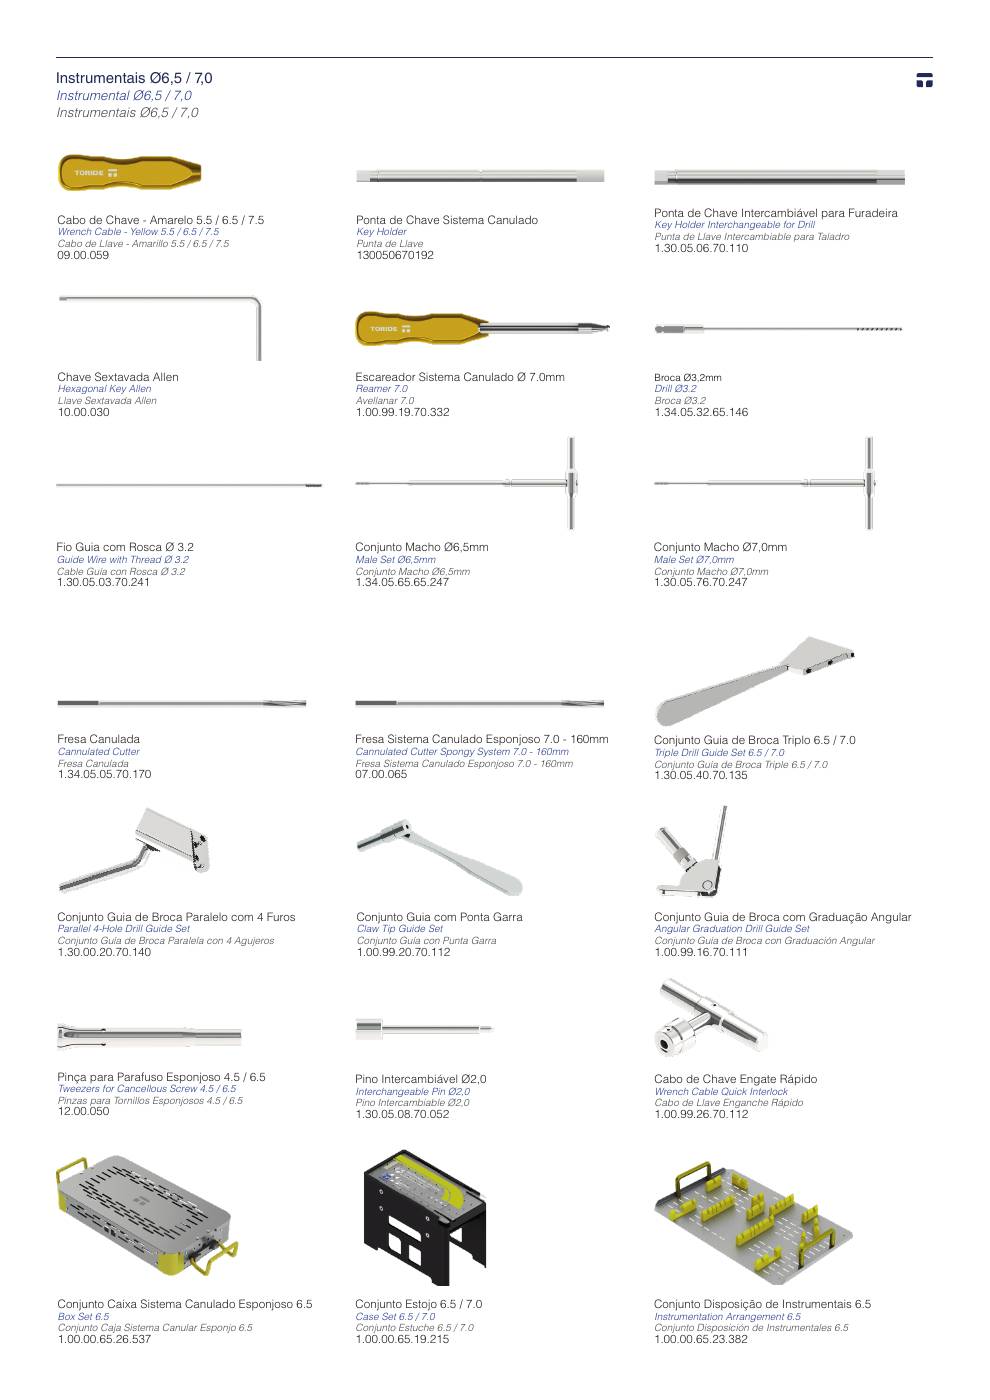 Instrumentais Ø6,5 / 7,0
Instrumental Ø6,5 / 7,0
Instrumentais Ø6,5 / 7,0
TORIDE
Cabo de Chave - Amarelo 5.5 / 6.5 / 7.5
Wrench Cable - Yellow 5.5 / 6.5 / 7.5
Cabo de Llave - Amarillo 5.5 / 6.5 / 7.5
09.00.059
Ponta de Chave Sistema Canulado
Key Holder
Punta de Llave
130050670192
Ponta de Chave Intercambiável para Furadeira
Key Holder Interchangeable for Drill
Punta de Llave Intercambiable para Taladro
1.30.05.06.70.110
Chave Sextavada Allen
Hexagonal Key Allen
Llave Sextavada Allen
10.00.030
TORIDE
Escareador Sistema Canulado Ø 7.0mm
Reamer 7.0
Avellanar 7.0
1.00.99.19.70.332
Broca Ø3,2mm
Drill Ø3.2
Broca Ø3.2
1.34.05.32.65.146
Fio Guia com Rosca Ø 3.2
Guide Wire with Thread Ø 3.2
Cable Guía con Rosca Ø 3.2
1.30.05.03.70.241
Conjunto Macho Ø6,5mm
Male Set Ø6,5mm
Conjunto Macho Ø6,5mm
1.34.05.65.65.247
Conjunto Macho Ø7,0mm
Male Set Ø7,0mm
Conjunto Macho Ø7,0mm
1.30.05.76.70.247
Fresa Canulada
Cannulated Cutter
Fresa Canulada
1.34.05.05.70.170
Fresa Sistema Canulado Esponjoso 7.0 - 160mm
Cannulated Cutter Spongy System 7.0 - 160mm
Fresa Sistema Canulado Esponjoso 7.0 - 160mm
07.00.065
Conjunto Guia de Broca Triplo 6.5 / 7.0
Triple Drill Guide Set 6.5 / 7.0
Conjunto Guía de Broca Triple 6.5 / 7.0
1.30.05.40.70.135
Conjunto Guia de Broca Paralelo com 4 Furos
Parallel 4-Hole Drill Guide Set
Conjunto Guía de Broca Paralela con 4 Agujeros
1.30.00.20.70.140
Conjunto Guia com Ponta Garra
Claw Tip Guide Set
Conjunto Guía con Punta Garra
1.00.99.20.70.112
Conjunto Guia de Broca com Graduação Angular
Angular Graduation Drill Guide Set
Conjunto Guía de Broca con Graduación Angular
1.00.99.16.70.111
Pinça para Parafuso Esponjoso 4.5 / 6.5
Tweezers for Cancellous Screw 4.5 / 6.5
Pinzas para Tornillos Esponjosos 4.5 / 6.5
12.00.050
Pino Intercambiável Ø2,0
Interchangeable Pin Ø2,0
Pino Intercambiable Ø2,0
1.30.05.08.70.052
Cabo de Chave Engate Rápido
Wrench Cable Quick Interlock
Cabo de Llave Enganche Rápido
1.00.99.26.70.112
Conjunto Caixa Sistema Canulado Esponjoso 6.5
Box Set 6.5
Conjunto Caja Sistema Canular Esponjo 6.5
1.00.00.65.26.537
Conjunto Estojo 6.5 / 7.0
Case Set 6.5 / 7.0
Conjunto Estuche 6.5 / 7.0
1.00.00.65.19.215
Conjunto Disposição de Instrumentais 6.5
Instrumentation Arrangement 6.5
Conjunto Disposición de Instrumentales 6.5
1.00.00.65.23.382